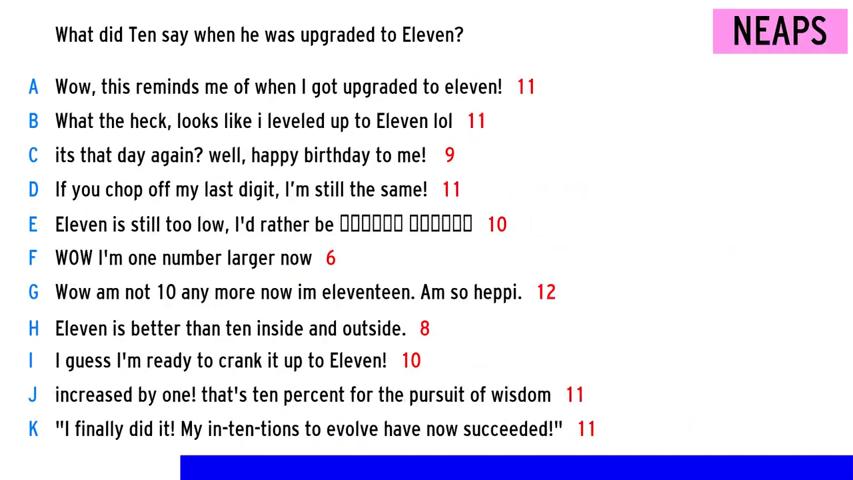 What did Ten say when he was upgraded to Eleven?
NEAPS
A Wow, this reminds me of when I got upgraded to eleven! 11
B What the heck, looks like i leveled up to Eleven lol 11
C its that day again? well, happy birthday to me! 9
D If you chop off my last digit, I'm still the same! 11
E Eleven is still too low, I'd rather be 10
F WOW I'm one number larger now 6
G Wow am not 10 any more now im eleventeen. Am so heppi. 12
H Eleven is better than ten inside and outside. 8
I I guess I'm ready to crank it up to Eleven! 10
J increased by one! that's ten percent for the pursuit of wisdom 11
K "I finally did it! My in-ten-tions to evolve have now succeeded!" 11